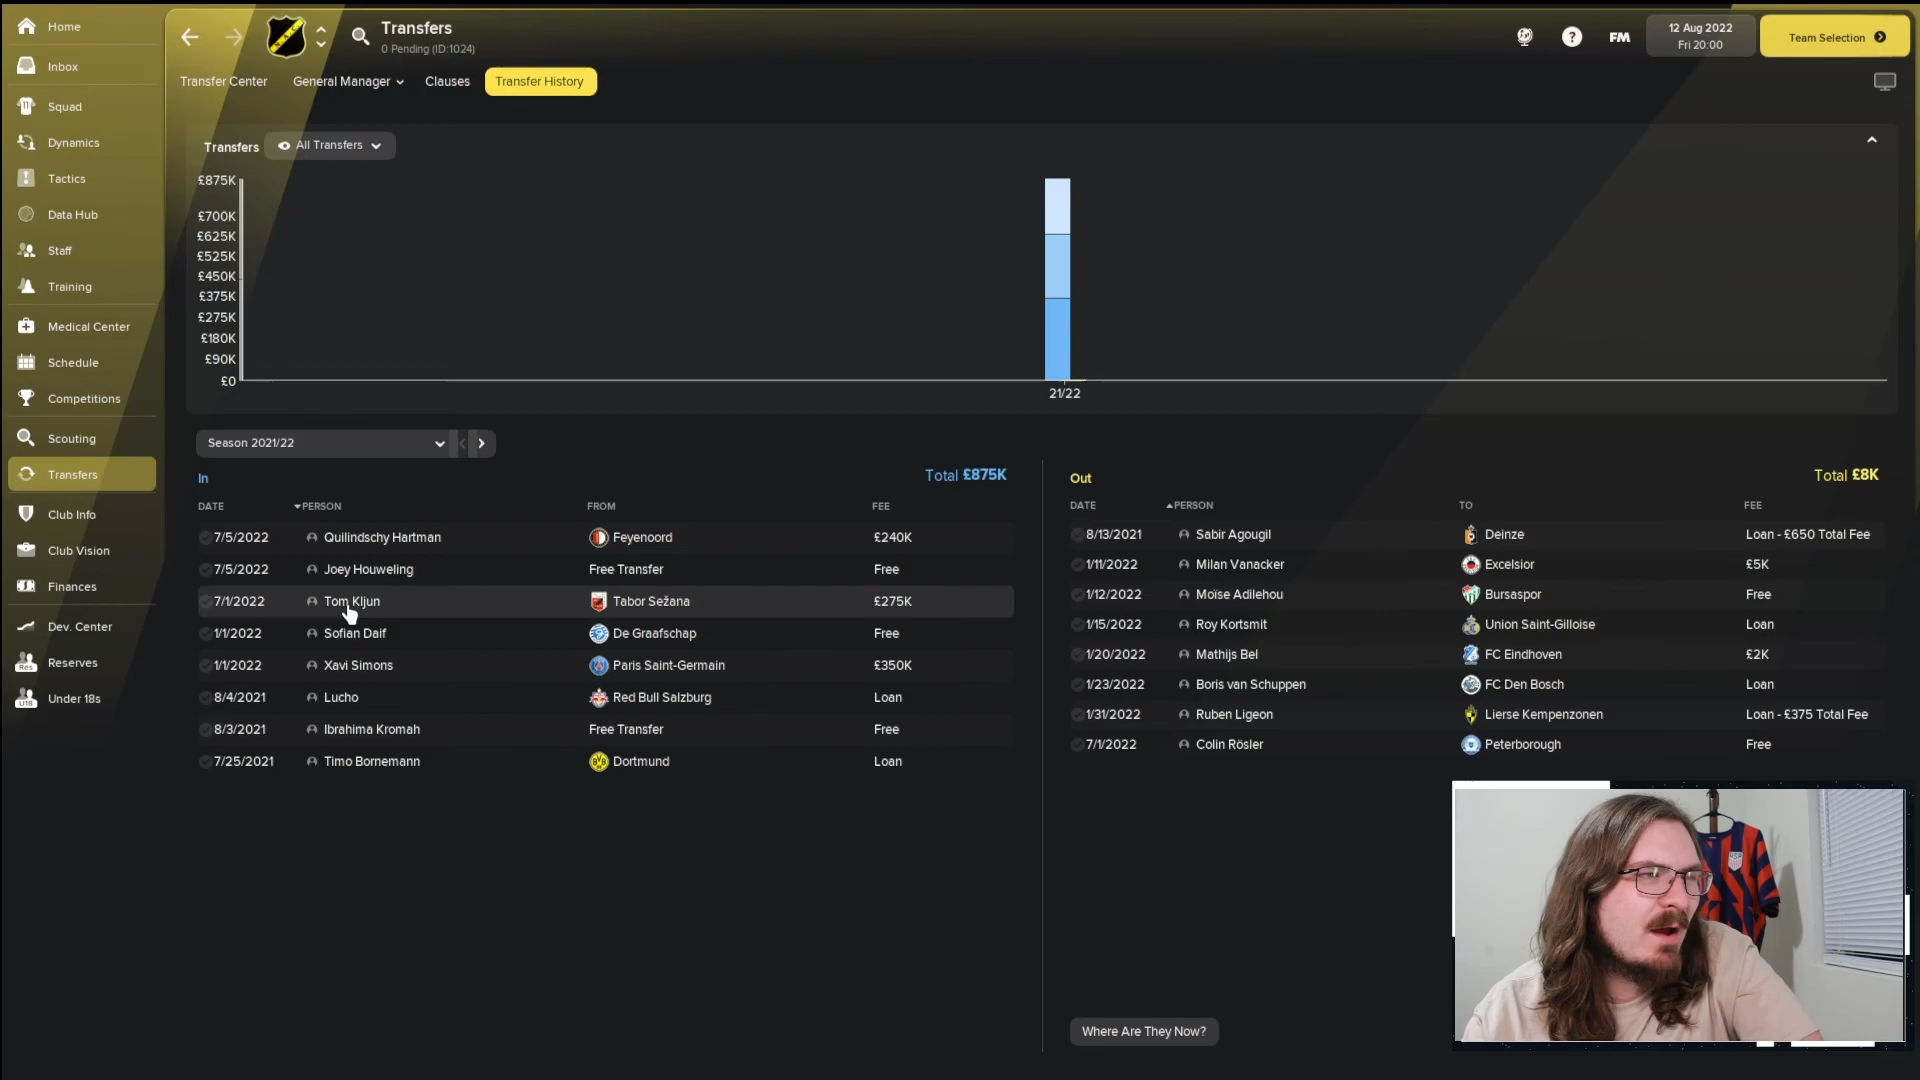 Home
Inbox
Squad
Dynamics
Tactics
Data Hub
Staff
Training
Medical Center
Schedule
Competitions
Scouting
Transfers
Club Info
Club Vision
Finances
Dev. Center
Reserves
Under 18s
Transfers
0 Pending (ID:1024)
FM
12 Aug 2022
Fri 20:00
Team Selection
Transfer Center General Manager Clauses Transfer History
Transfers All Transfers
£875K
£700K
£625K
£525K
£450K
£375K
£275K
£180K
£90K
£0
21/22
Season 2021/22
In Total £875K
DATE PERSON FROM FEE
7/5/2022 Quilindschy Hartman Feyenoord £240K
7/5/2022 Joey Houweling Free Transfer Free
7/1/2022 Tom Kljun Tabor Sežana £275K
1/1/2022 Sofian Daif De Graafschap Free
1/1/2022 Xavi Simons Paris Saint-Germain £350K
8/4/2021 Lucho Red Bull Salzburg Loan
8/3/2021 Ibrahima Kromah Free Transfer Free
7/25/2021 Timo Bornemann Dortmund Loan
Out Total £8K
DATE PERSON TO FEE
8/13/2021 Sabir Agougil Deinze Loan - £650 Total Fee
1/11/2022 Milan Vanacker Excelsior £5K
1/12/2022 Moïse Adilehou Bursaspor Free
1/15/2022 Roy Kortsmit Union Saint-Gilloise Loan
1/20/2022 Mathijs Bel FC Eindhoven £2K
1/23/2022 Boris van Schuppen FC Den Bosch Loan
1/31/2022 Ruben Ligeon Lierse Kempenzonen Loan - £375 Total Fee
7/1/2022 Colin Rösler Peterborough Free
Where Are They Now?